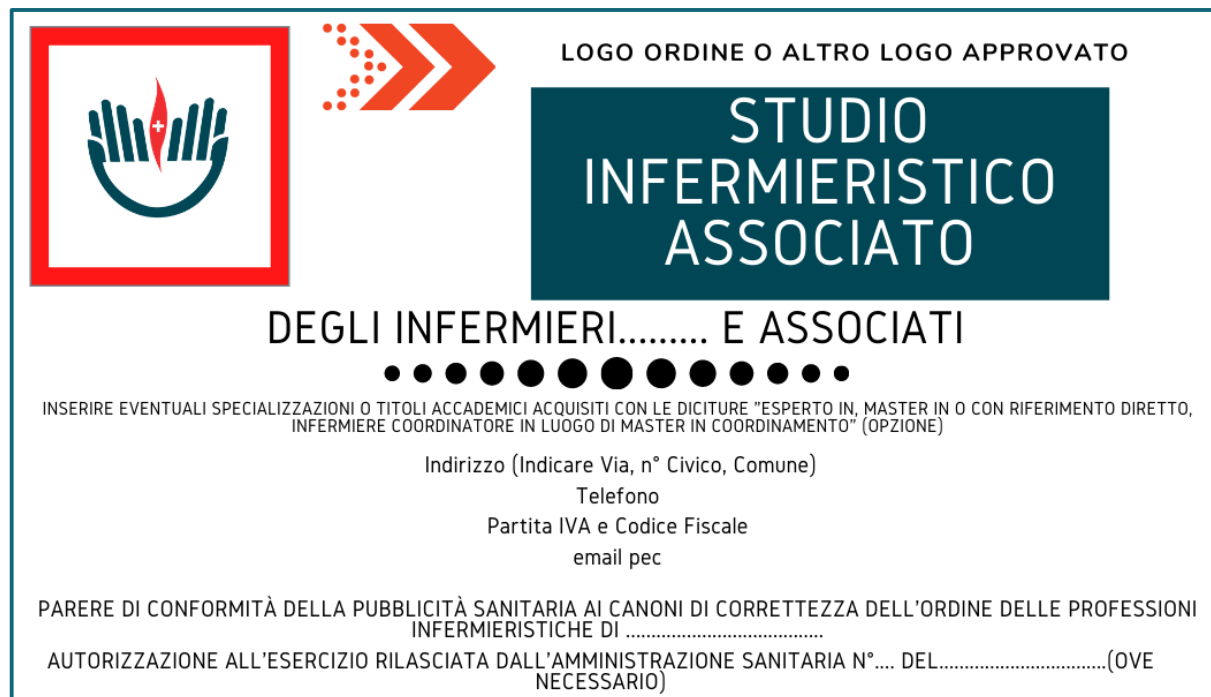 LOGO ORDINE O ALTRO LOGO APPROVATO
STUDIO
INFERMIERISTICO
ASSOCIATO
DEGLI INFERMIERI......... E ASSOCIATI
INSERIRE EVENTUALI SPECIALIZZAZIONI O TITOLI ACCADEMICI ACQUISITI CON LE DICITURE "ESPERTO IN, MASTER IN O CON RIFERIMENTO DIRETTO,
INFERMIERE COORDINATORE IN LUOGO DI MASTER IN COORDINAMENTO" (OPZIONE)
Indirizzo (Indicare Via, n° Civico, Comune)
Telefono
Partita IVA e Codice Fiscale
email pec
PARERE DI CONFORMITÀ DELLA PUBBLICITÀ SANITARIA AI CANONI DI CORRETTEZZA DELL'ORDINE DELLE PROFESSIONI
INFERMIERISTICHE DI .......................................
AUTORIZZAZIONE ALL'ESERCIZIO RILASCIATA DALL'AMMINISTRAZIONE SANITARIA N°.... DEL.................................(OVE
NECESSARIO)